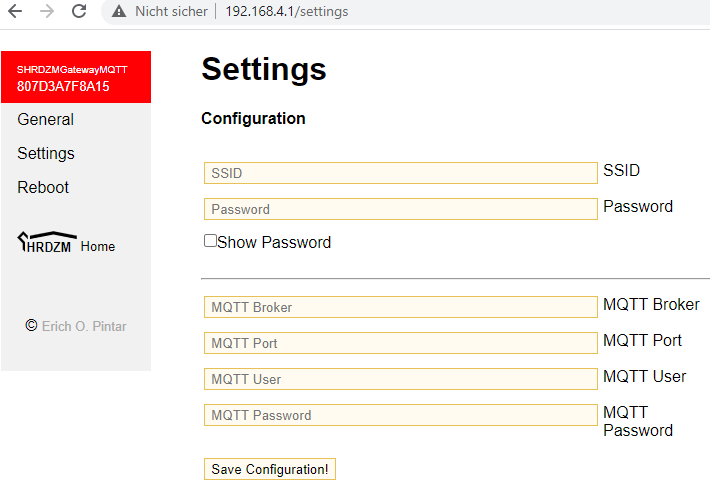 Nicht sicher | 192.168.4.1/settings
SHRDZMGatewayMQTT
807D3A7F8A15
General
Settings
Reboot
SHRDZM Home
© Erich O. Pintar
Settings
Configuration
SSID SSID
Password Password
Show Password
MQTT Broker MQTT Broker
MQTT Port MQTT Port
MQTT User MQTT User
MQTT Password MQTT
Password
Save Configuration!